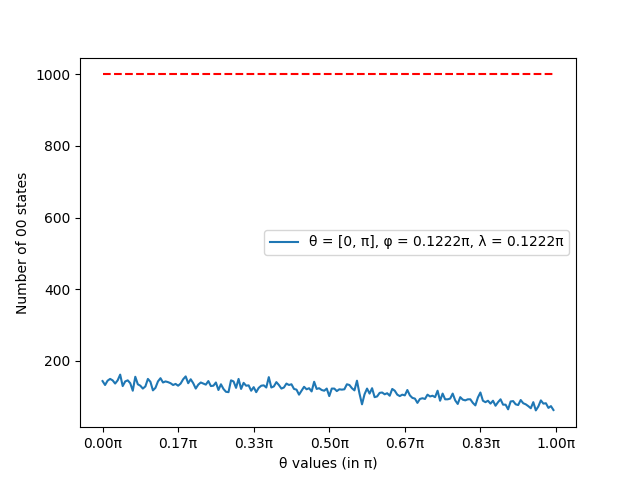 1000
800
600
400
200
Number of 00 states
θ = [0, π], φ = 0.1222π, λ = 0.1222π
0.00π 0.17π 0.33π 0.50π 0.67π 0.83π 1.00π
θ values (in π)